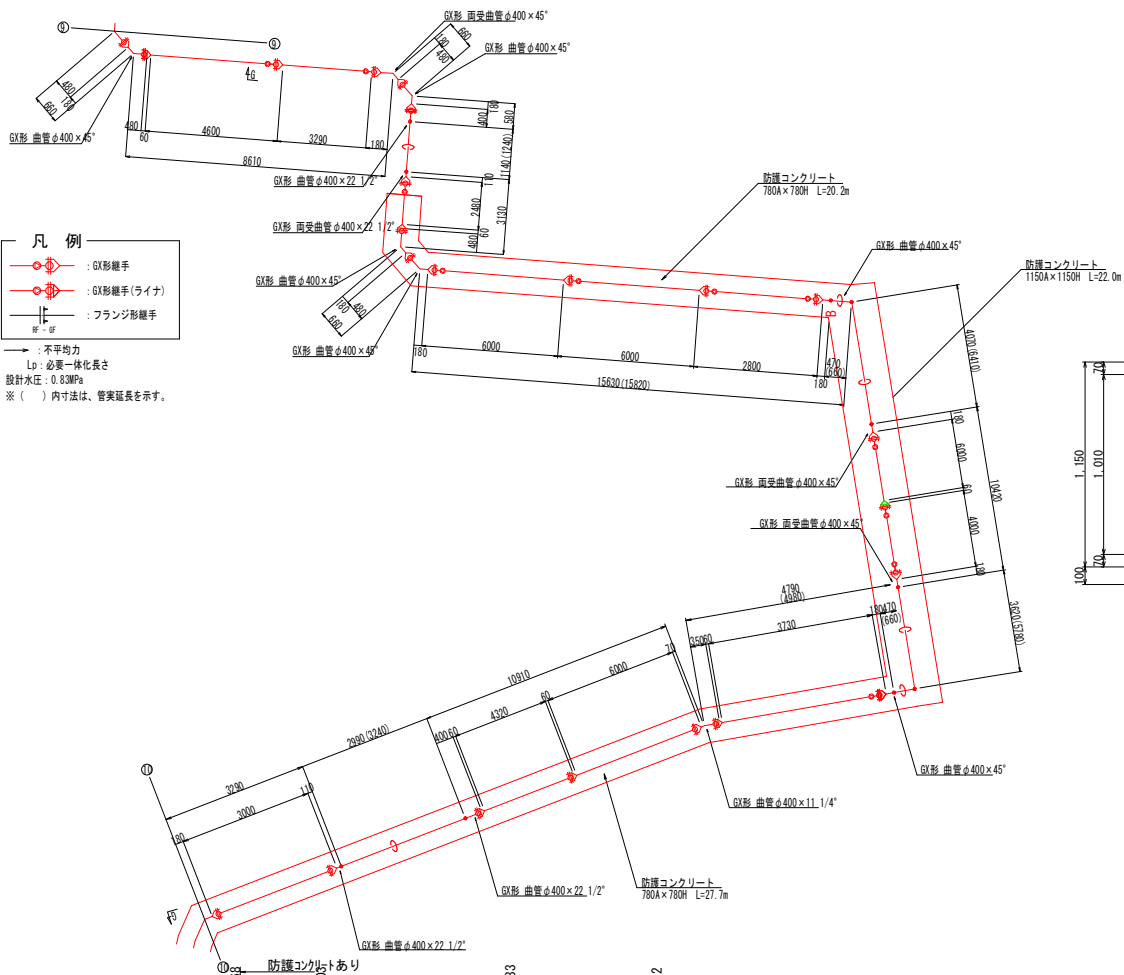 GX形 両受曲管φ400×45°
660
180
480
GX形 曲管φ400×45°
⑨
⑨
480
180
660
GX形 曲管φ400×45°
480
60
4600
3290
180
8610
180
400
580
1140(1240)
GX形 曲管φ400×22 1/2°
110
2480
3130
60
480
GX形 両受曲管φ400×22 1/2°
防護コンクリート
780A×780H L=20.2m
GX形 曲管φ400×45°
防護コンクリート
1150A×1150H L=22.0m
凡 例
: GX形継手
: GX形継手(ライナ)
: フランジ形継手
RF - GF
: 不平均力
Lp : 必要一体化長さ
設計水圧 : 0.83MPa
※ ( ) 内寸法は、管実延長を示す。
GX形 曲管φ400×45°
180
480
660
GX形 曲管φ400×45°
180
6000
6000
2800
180
470
(660)
15630(15820)
B
4070(6410)
180
6000
60
4000
180
10420
3620(5780)
GX形 両受曲管φ400×45°
GX形 両受曲管φ400×45°
70
1,150
1,010
70
100
4790
(4980)
350
60
3730
180
470
(660)
10910
70
6000
60
4320
400
60
2990(3240)
⑩
3290
110
3000
180
GX形 曲管φ400×45°
GX形 曲管φ400×11 1/4°
防護コンクリート
780A×780H L=27.7m
GX形 曲管φ400×22 1/2°
GX形 曲管φ400×22 1/2°
⑩
防護コンクリートあり